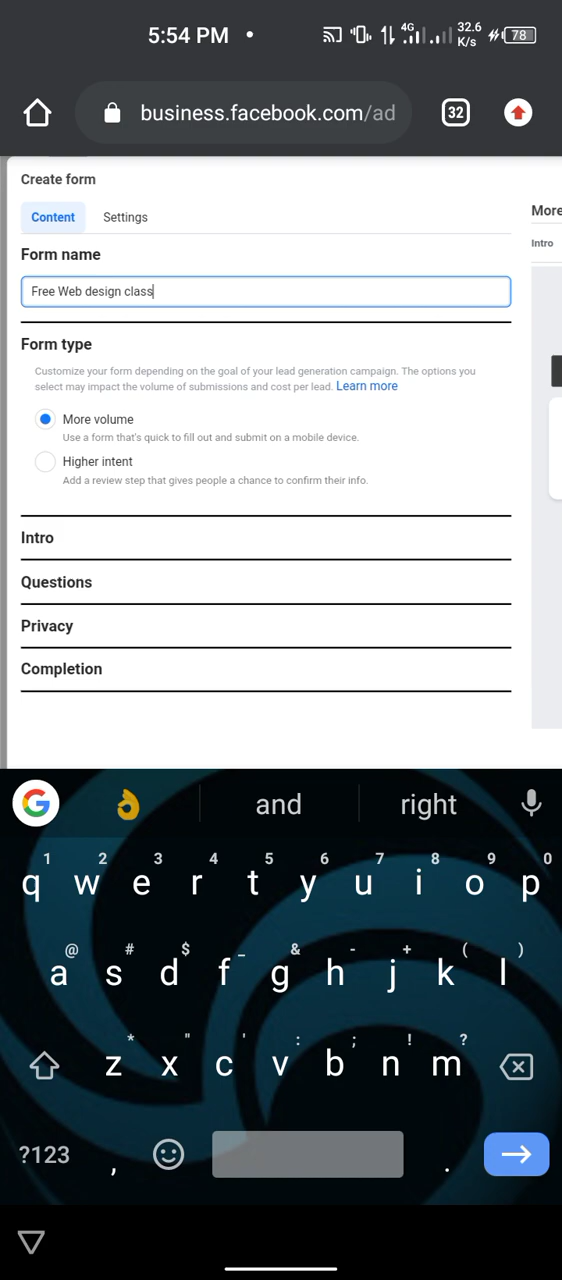 5:54 PM •
4G 32.6 K/s 78
business.facebook.com/ad
32
Create form
Content Settings
More
Intro
Form name
Free Web design class
Form type
Customize your form depending on the goal of your lead generation campaign. The options you
select may impact the volume of submissions and cost per lead. Learn more
More volume
Use a form that's quick to fill out and submit on a mobile device.
Higher intent
Add a review step that gives people a chance to confirm their info.
Intro
Questions
Privacy
Completion
and right
1 2 3 4 5 6 7 8 9 0
q w e r t y u i o p
@ # $ _ & - + ( )
a s d f g h j k l
* " ' : ; ! ?
z x c v b n m
?123 , .